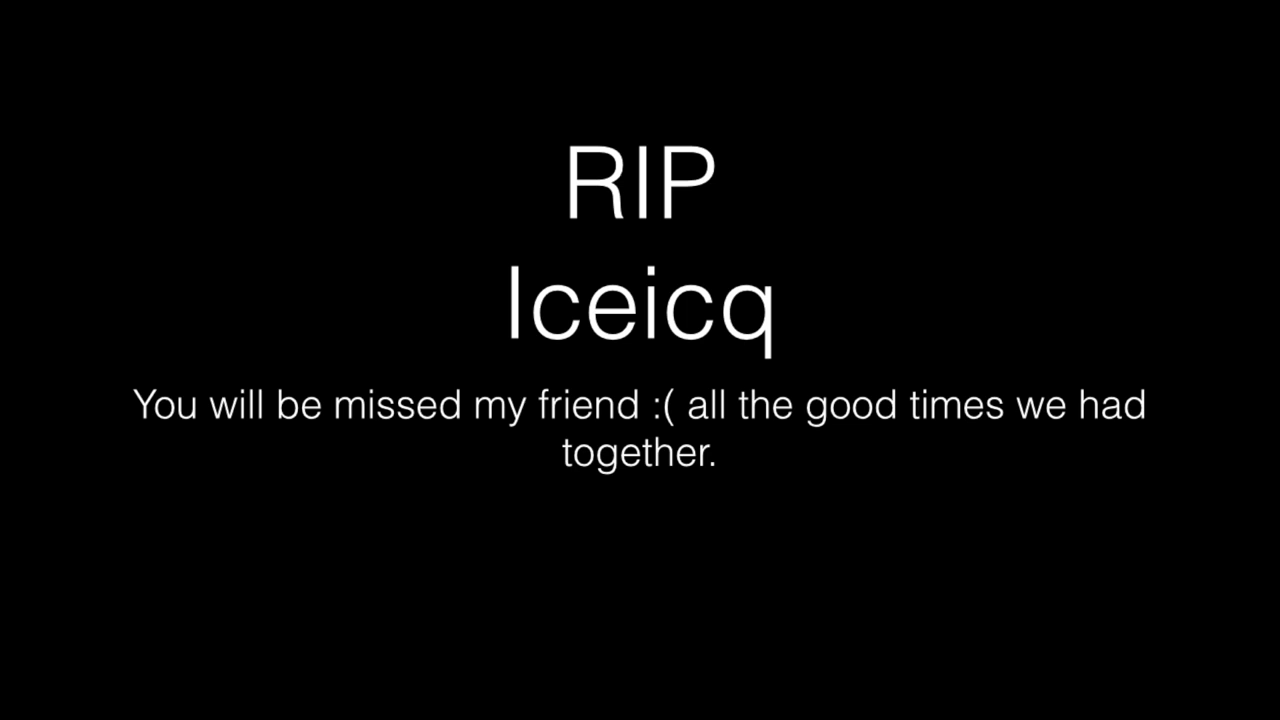 RIP
Iceicq
You will be missed my friend :( all the good times we had
together.